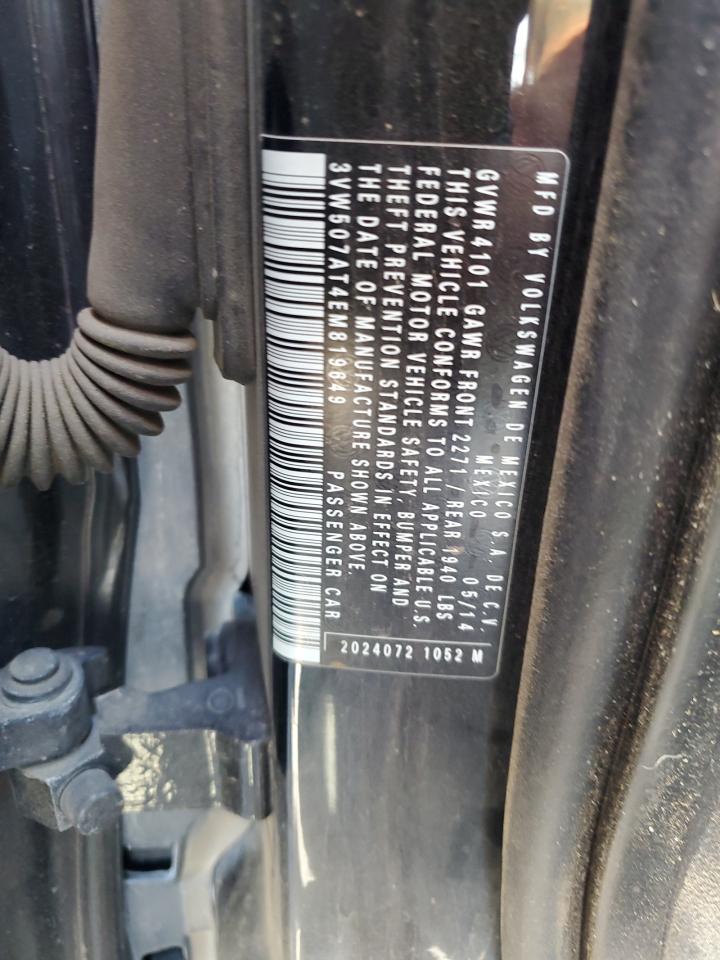 MFD BY VOLKSWAGEN DE MEXICO S.A. DE C.V.
MEXICO 05/14
GVWR4101 GAWR FRONT 2271 / REAR 1940 LBS
THIS VEHICLE CONFORMS TO ALL APPLICABLE U.S.
FEDERAL MOTOR VEHICLE SAFETY, BUMPER AND
THEFT PREVENTION STANDARDS IN EFFECT ON
THE DATE OF MANUFACTURE SHOWN ABOVE.
3VW507AT4EM819849 PASSENGER CAR
2024072 1052 M